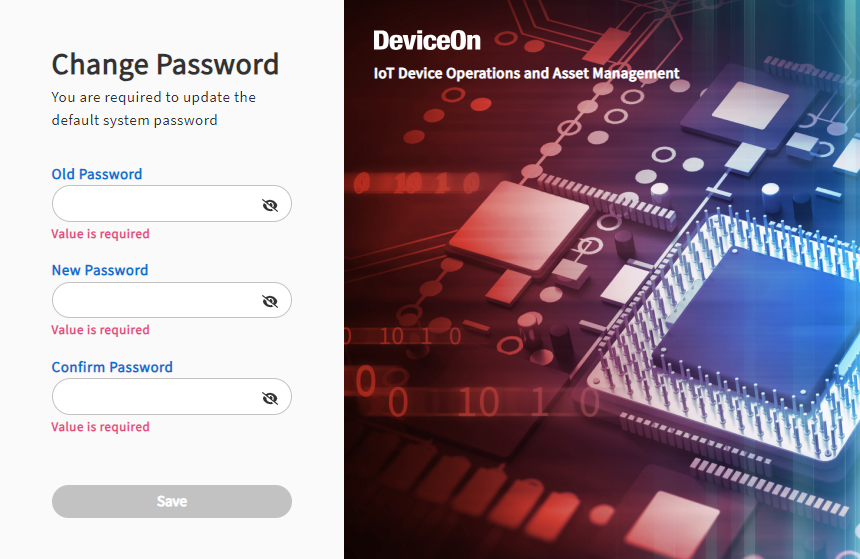 Change Password
You are required to update the
default system password
Old Password
Value is required
New Password
Value is required
Confirm Password
Value is required
Save
DeviceOn
IoT Device Operations and Asset Management
0 10 1 0
0 10 1 0
0
0 10 1 0